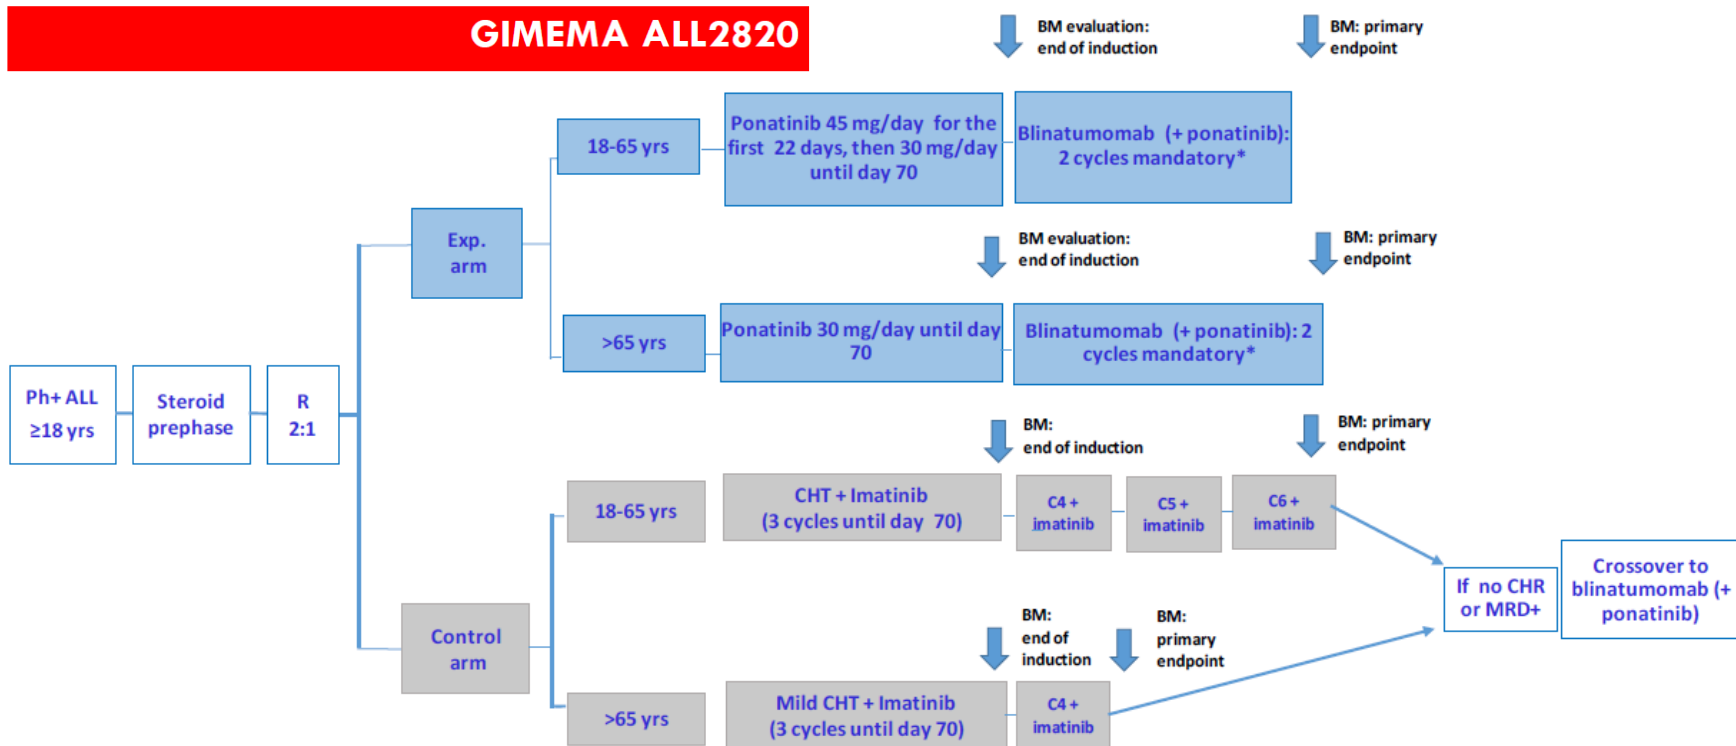 GIMEMA ALL2820
BM evaluation:
end of induction
BM: primary
endpoint
18-65 yrs
Ponatinib 45 mg/day for the
first 22 days, then 30 mg/day
until day 70
Blinatumomab (+ ponatinib):
2 cycles mandatory*
Exp.
arm
BM evaluation:
end of induction
BM: primary
endpoint
>65 yrs
Ponatinib 30 mg/day until day
70
Blinatumomab (+ ponatinib): 2
cycles mandatory*
Ph+ ALL
≥18 yrs
Steroid
prephase
R
2:1
BM:
end of induction
BM: primary
endpoint
18-65 yrs
CHT + Imatinib
(3 cycles until day 70)
C4 +
imatinib
C5 +
imatinib
C6 +
imatinib
If no CHR
or MRD+
Crossover to
blinatumomab (+
ponatinib)
Control
arm
BM:
end of
induction
BM:
primary
endpoint
>65 yrs
Mild CHT + Imatinib
(3 cycles until day 70)
C4 +
imatinib